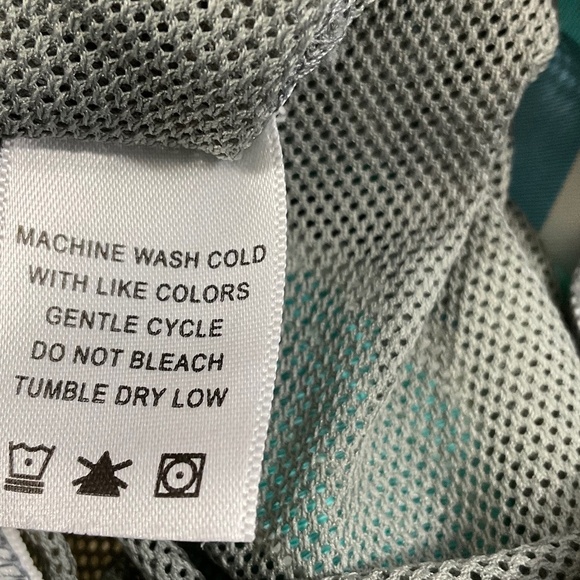 MACHINE WASH COLD
WITH LIKE COLORS
GENTLE CYCLE
DO NOT BLEACH
TUMBLE DRY LOW